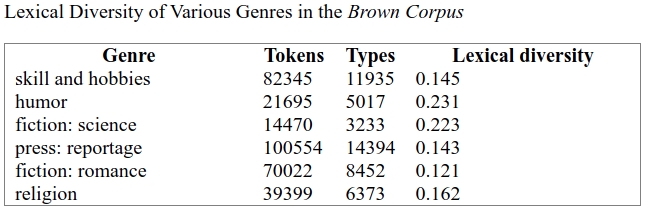 Lexical Diversity of Various Genres in the Brown Corpus
Genre Tokens Types Lexical diversity
skill and hobbies 82345 11935 0.145
humor 21695 5017 0.231
fiction: science 14470 3233 0.223
press: reportage 100554 14394 0.143
fiction: romance 70022 8452 0.121
religion 39399 6373 0.162